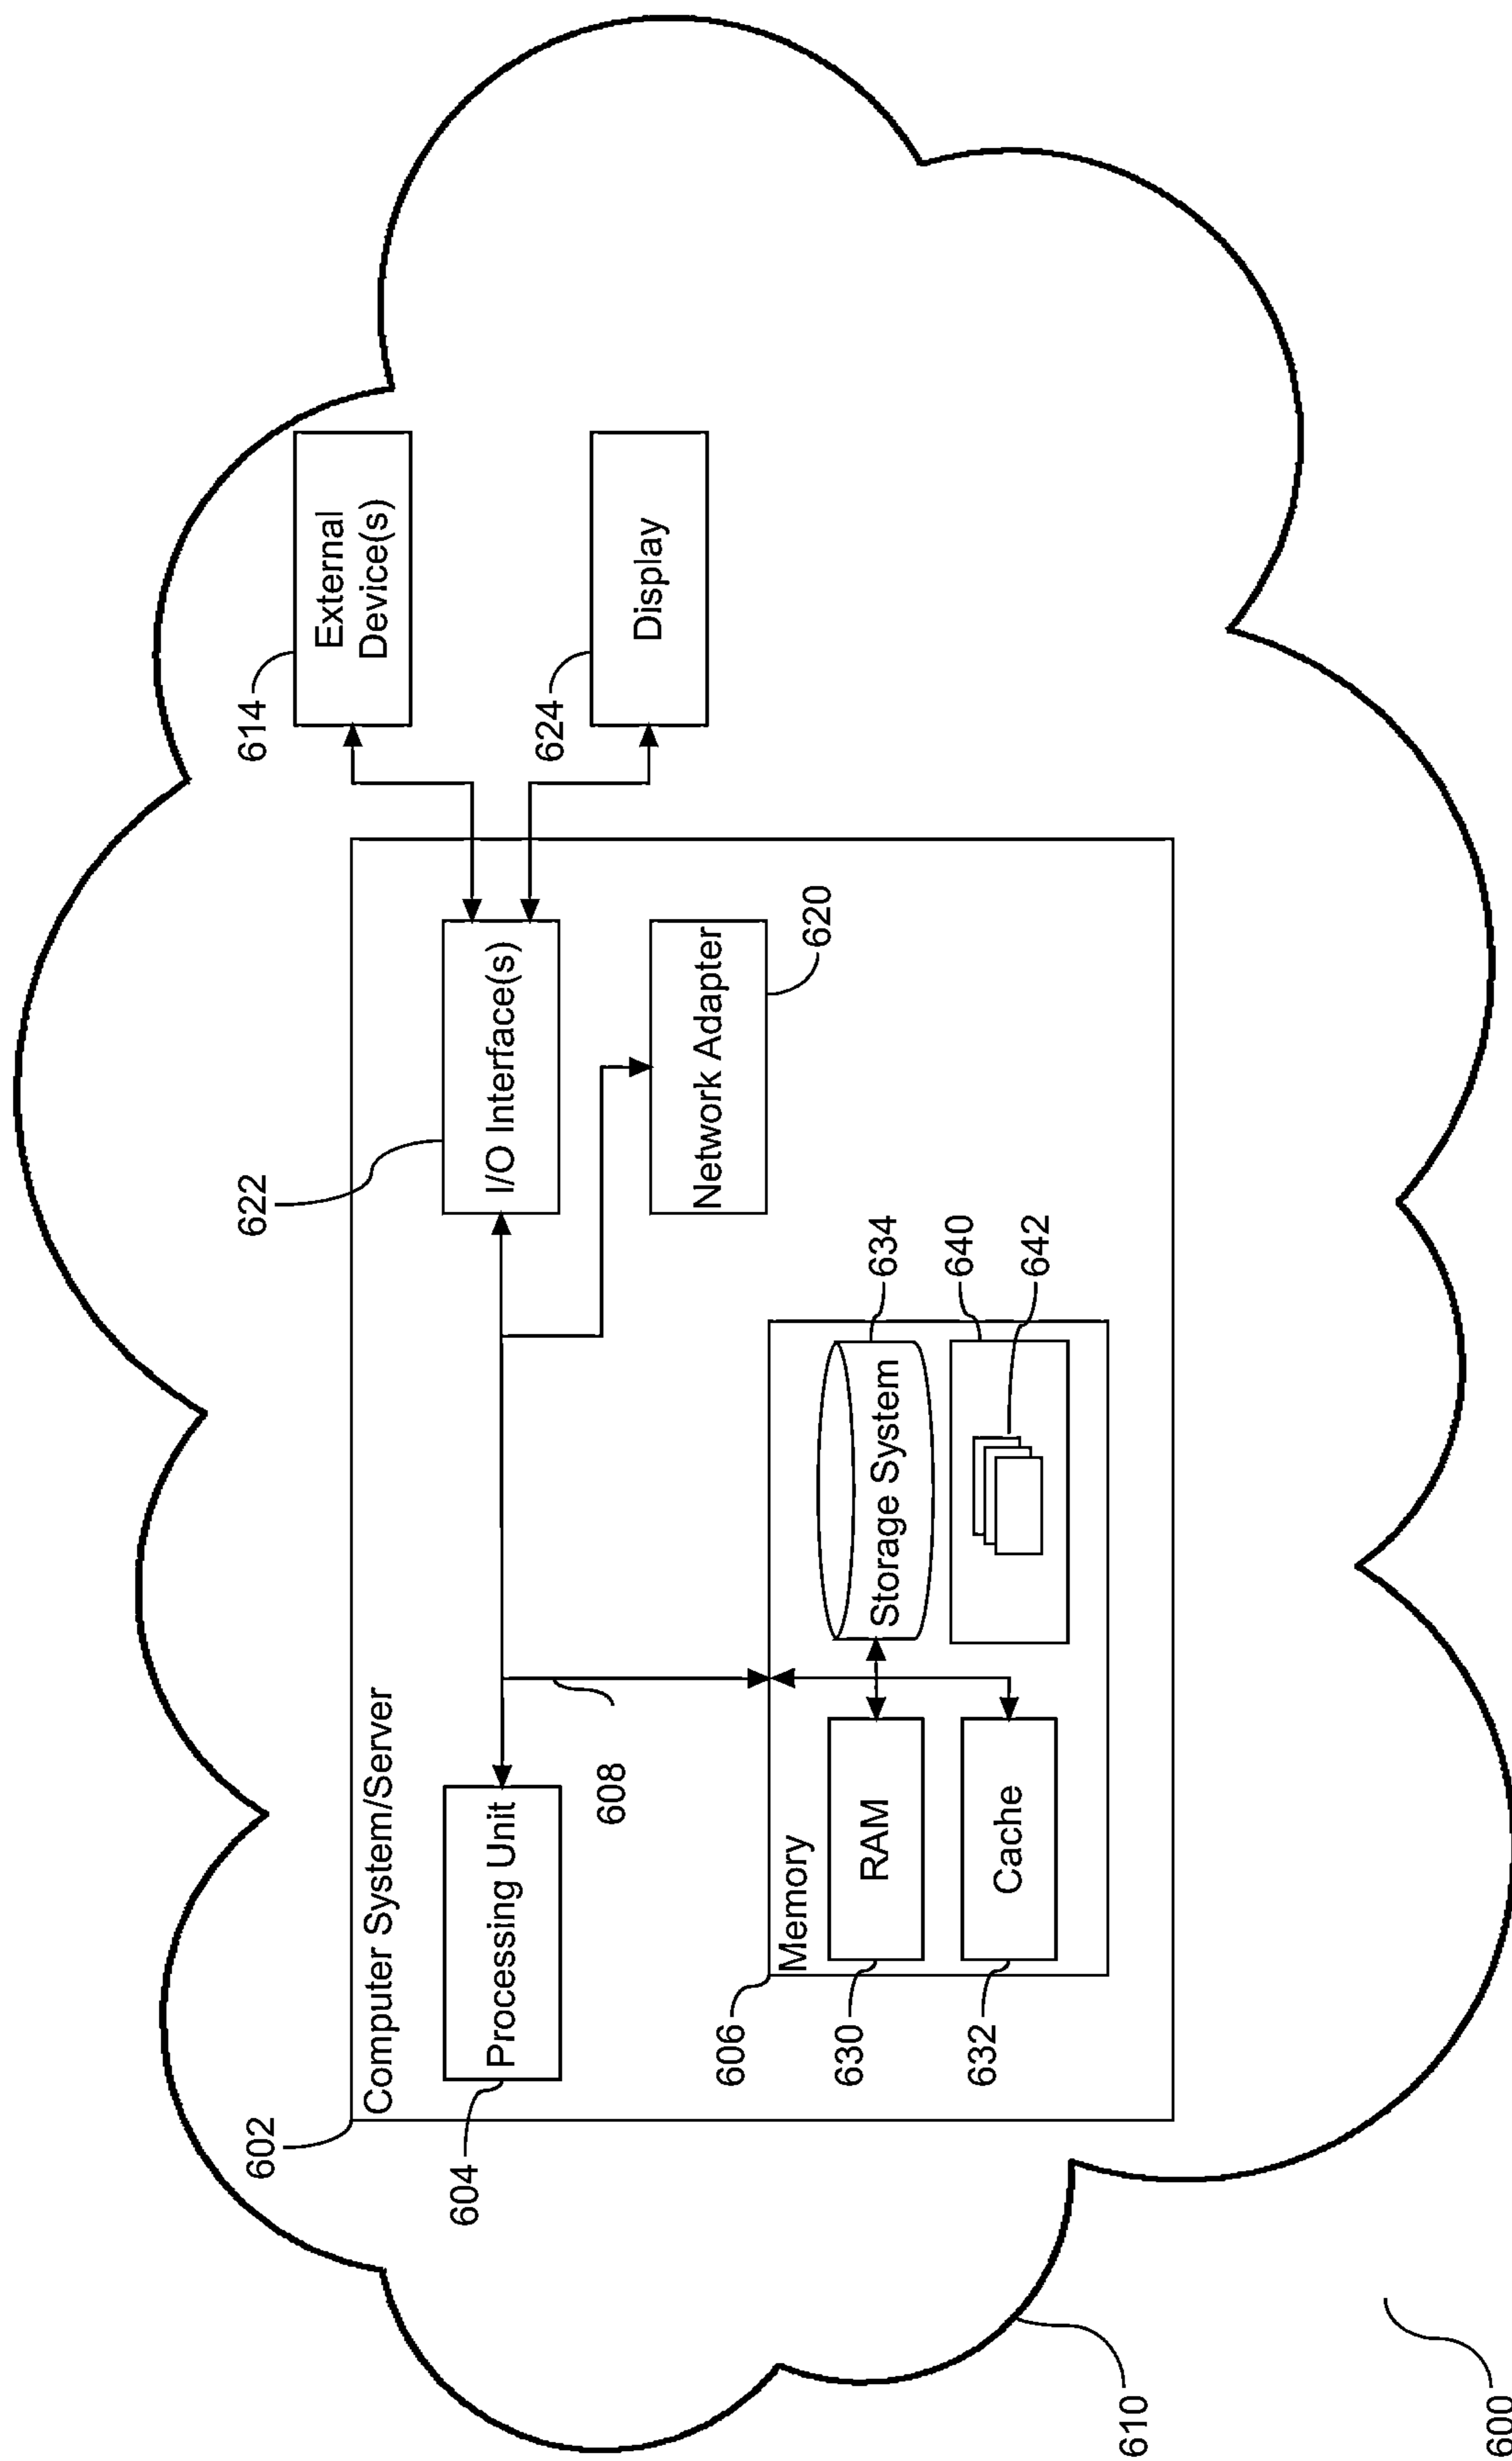 602
Computer System/Server
604
Processing Unit
608
622
I/O Interface(s)
614
External
Device(s)
624
Display
620
Network Adapter
606
Memory
630
RAM
632
Cache
634
Storage System
640
642
610
600